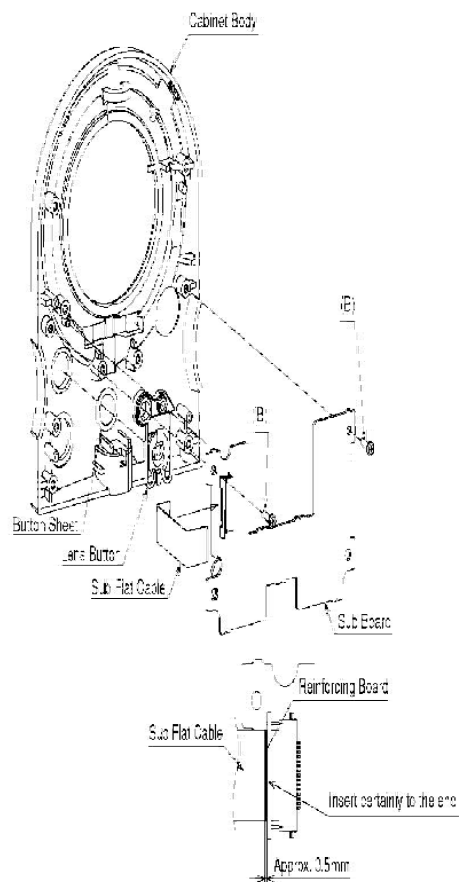 Cabinet Body
(B)
(B)
Button Sheet
Lens Button
Sub Flat Cable
Sub Board
Reinforcing Board
Sub Flat Cable
Insert certainly to the end
Approx. 0.5mm